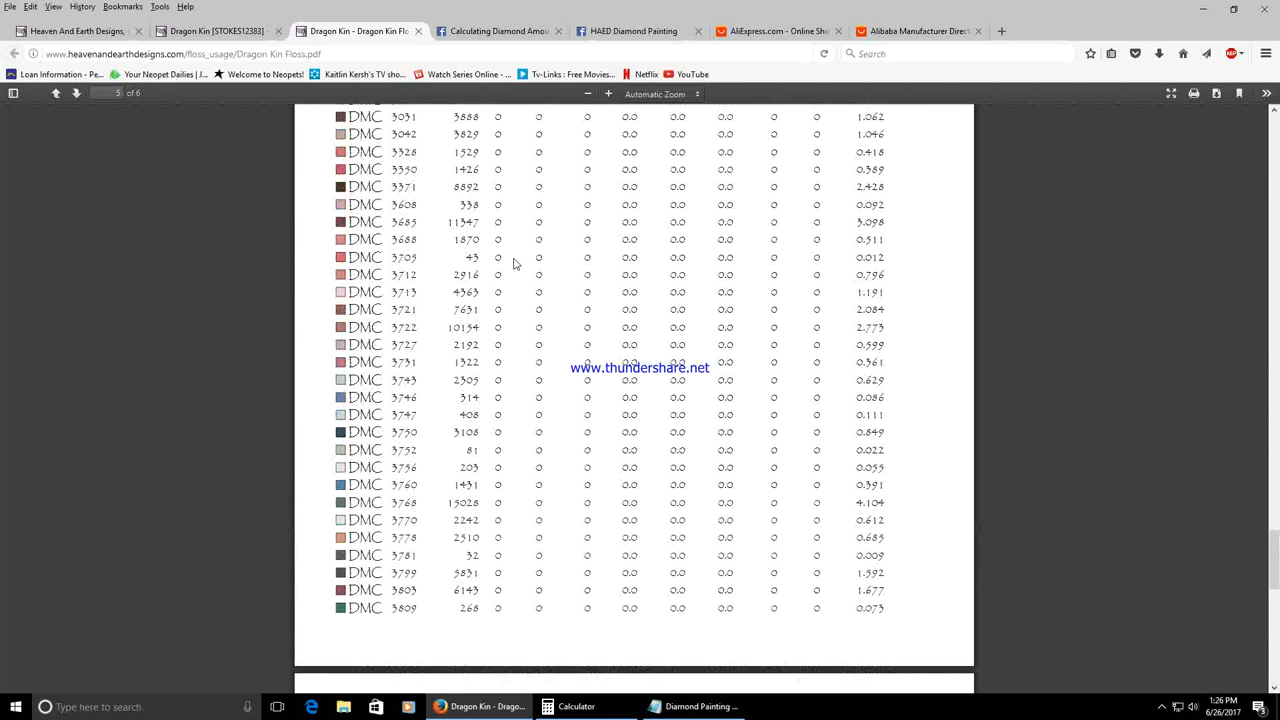 File Edit View History Bookmarks Tools Help
Heaven And Earth Designs, Dragon Kin [STOKES12383] - Dragon Kin - Dragon Kin Flo... Calculating Diamond Amou HAED Diamond Painting AliExpress.com - Online Sho Alibaba Manufacturer Direct
www.heavenandearthdesigns.com/floss_usage/Dragon Kin Floss.pdf Search ABP
Loan Information - Pe... Your Neopet Dailies | J... Welcome to Neopets! Kaitlin Kersh's TV sho... Watch Series Online - ... Tv-Links : Free Movies... Netflix YouTube
5 of 6 Automatic Zoom
DMC 3031 3888 0 0 0 0.0 0.0 0.0 0 0 1.062
DMC 3042 3829 0 0 0 0.0 0.0 0.0 0 0 1.046
DMC 3328 1529 0 0 0 0.0 0.0 0.0 0 0 0.418
DMC 3350 1426 0 0 0 0.0 0.0 0.0 0 0 0.389
DMC 3371 8892 0 0 0 0.0 0.0 0.0 0 0 2.428
DMC 3608 338 0 0 0 0.0 0.0 0.0 0 0 0.092
DMC 3685 11347 0 0 0 0.0 0.0 0.0 0 0 3.098
DMC 3688 1870 0 0 0 0.0 0.0 0.0 0 0 0.511
DMC 3705 43 0 0 0 0.0 0.0 0.0 0 0 0.012
DMC 3712 2916 0 0 0 0.0 0.0 0.0 0 0 0.796
DMC 3713 4363 0 0 0 0.0 0.0 0.0 0 0 1.191
DMC 3721 7631 0 0 0 0.0 0.0 0.0 0 0 2.084
DMC 3722 10154 0 0 0 0.0 0.0 0.0 0 0 2.773
DMC 3727 2192 0 0 0 0.0 0.0 0.0 0 0 0.599
DMC 3731 1322 0 0 0 0.0 0.0 0.0 0 0 0.361
www.thundershare.net
DMC 3743 2305 0 0 0 0.0 0.0 0.0 0 0 0.629
DMC 3746 314 0 0 0 0.0 0.0 0.0 0 0 0.086
DMC 3747 408 0 0 0 0.0 0.0 0.0 0 0 0.111
DMC 3750 3108 0 0 0 0.0 0.0 0.0 0 0 0.849
DMC 3752 81 0 0 0 0.0 0.0 0.0 0 0 0.022
DMC 3756 203 0 0 0 0.0 0.0 0.0 0 0 0.055
DMC 3760 1431 0 0 0 0.0 0.0 0.0 0 0 0.391
DMC 3768 15028 0 0 0 0.0 0.0 0.0 0 0 4.104
DMC 3770 2242 0 0 0 0.0 0.0 0.0 0 0 0.612
DMC 3778 2510 0 0 0 0.0 0.0 0.0 0 0 0.685
DMC 3781 32 0 0 0 0.0 0.0 0.0 0 0 0.009
DMC 3799 5831 0 0 0 0.0 0.0 0.0 0 0 1.592
DMC 3803 6143 0 0 0 0.0 0.0 0.0 0 0 1.677
DMC 3809 268 0 0 0 0.0 0.0 0.0 0 0 0.073
Type here to search Dragon Kin - Drago... Calculator Diamond Painting ... 1:26 PM
6/26/2017 3